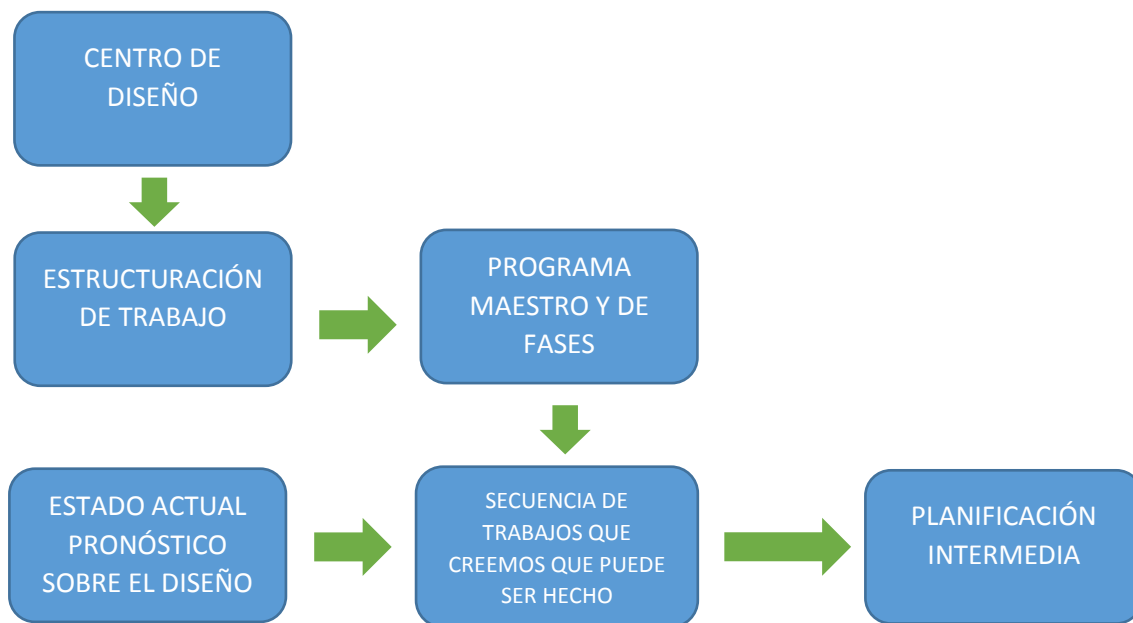 CENTRO DE
DISEÑO
ESTRUCTURACIÓN
DE TRABAJO
PROGRAMA
MAESTRO Y DE
FASES
ESTADO ACTUAL
PRONÓSTICO
SOBRE EL DISEÑO
SECUENCIA DE
TRABAJOS QUE
CREEMOS QUE PUEDE
SER HECHO
PLANIFICACIÓN
INTERMEDIA